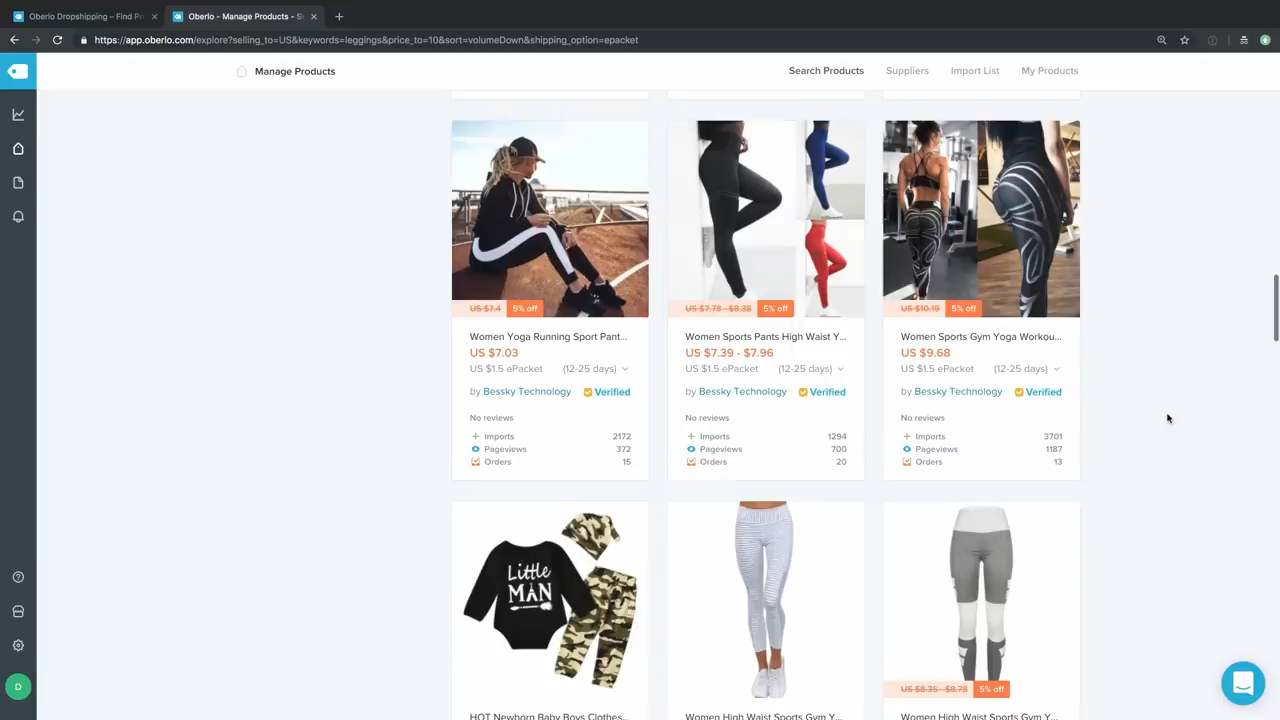 Oberlo Dropshipping – Find Pr
Oberlo - Manage Products - S
https://app.oberlo.com/explore?selling_to=US&keywords=leggings&price_to=10&sort=volumeDown&shipping_option=epacket
Manage Products
Search Products
Suppliers
Import List
My Products
US $7.4 5% off
US $7.78 - $8.38 5% off
US $10.19 5% off
Women Yoga Running Sport Pant...
US $7.03
US $1.5 ePacket (12-25 days)
by Bessky Technology Verified
No reviews
Imports 2172
Pageviews 372
Orders 15
Women Sports Pants High Waist Y...
US $7.39 - $7.96
US $1.5 ePacket (12-25 days)
by Bessky Technology Verified
No reviews
Imports 1294
Pageviews 700
Orders 20
Women Sports Gym Yoga Workou...
US $9.68
US $1.5 ePacket (12-25 days)
by Bessky Technology Verified
No reviews
Imports 3701
Pageviews 1187
Orders 13
Little
MAN
US $8.35 - $8.78 5% off
HOT Newborn Baby Boys Clothes...
Women High Waist Sports Gym Y...
Women High Waist Sports Gym Y...
D